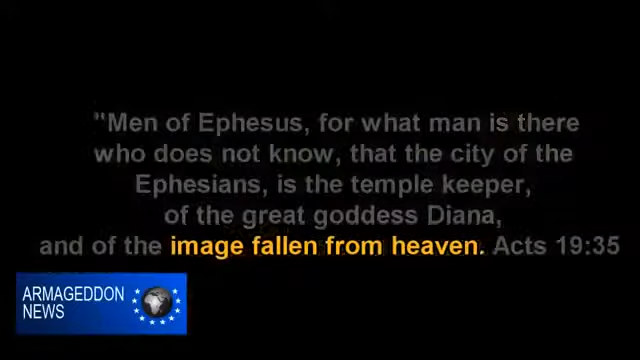 "Men of Ephesus, for what man is there
who does not know, that the city of the
Ephesians, is the temple keeper,
of the great goddess Diana,
and of the image fallen from heaven. Acts 19:35
ARMAGEDDON
NEWS